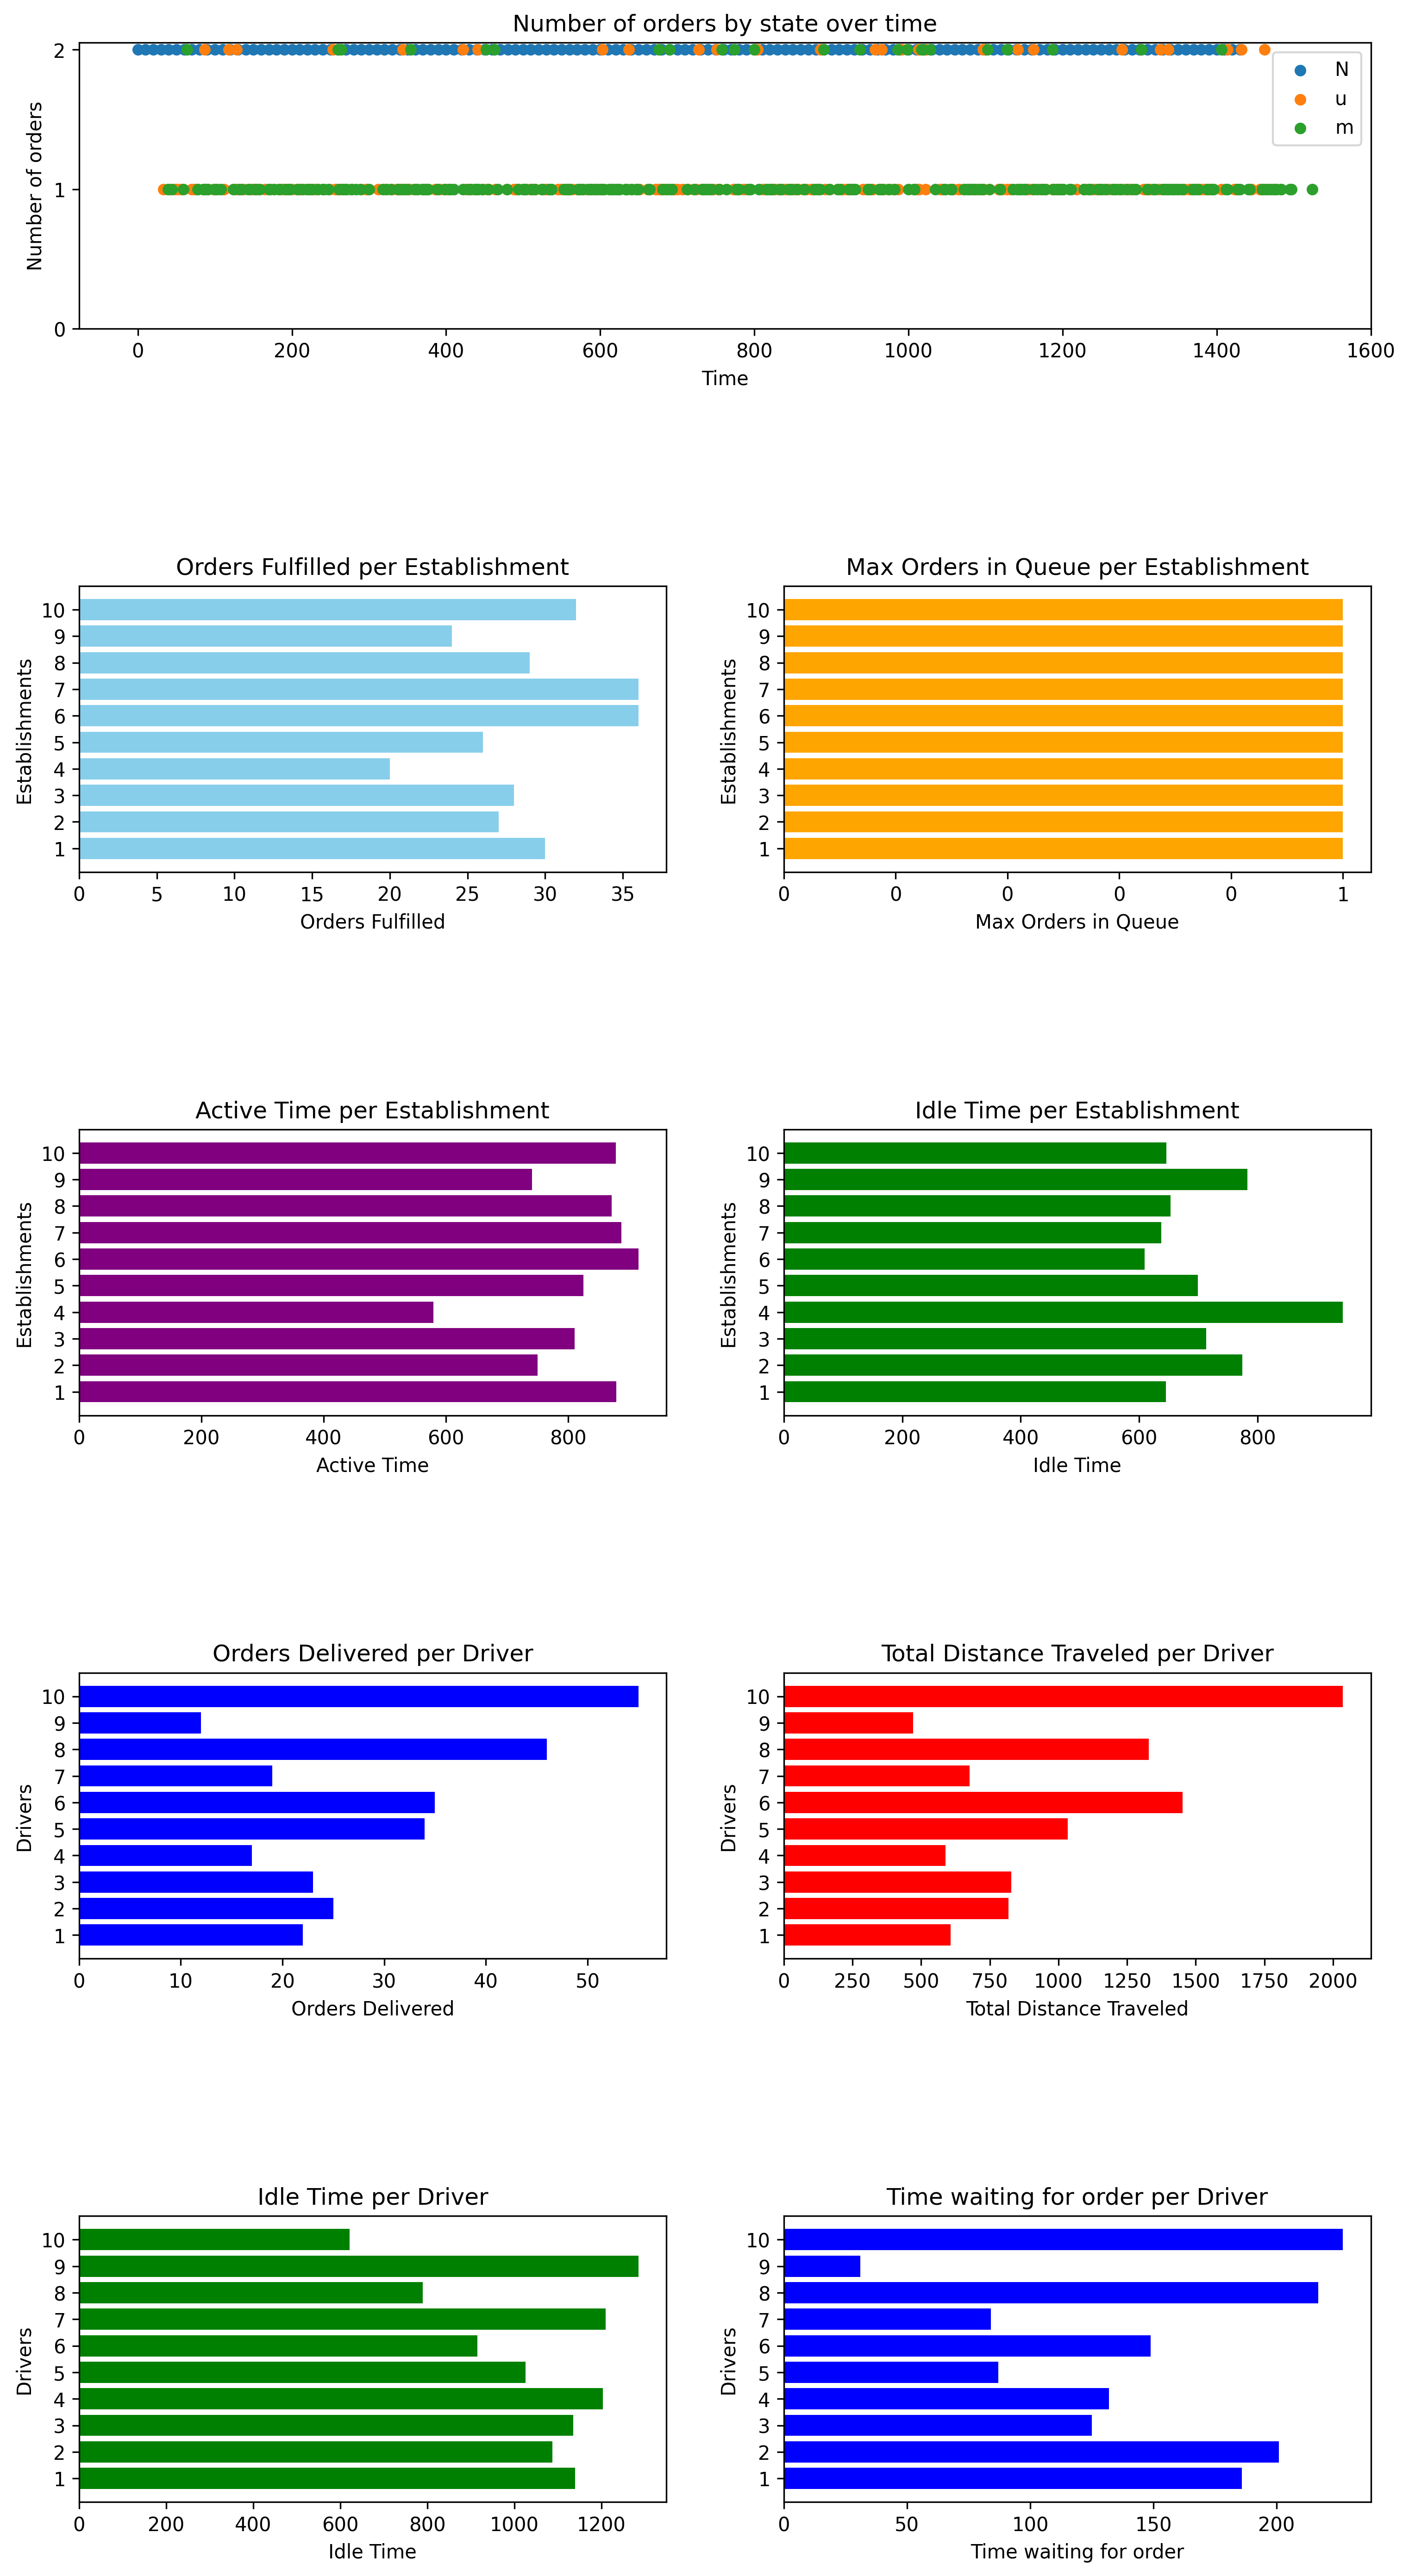 Number of orders by state over time
Number of orders
2
1
0
N
u
m
0 200 400 600 800 1000 1200 1400 1600
Time
Orders Fulfilled per Establishment
Establishments
10
9
8
7
6
5
4
3
2
1
0 5 10 15 20 25 30 35
Orders Fulfilled
Max Orders in Queue per Establishment
Establishments
10
9
8
7
6
5
4
3
2
1
0 0 0 0 0 1
Max Orders in Queue
Active Time per Establishment
Establishments
10
9
8
7
6
5
4
3
2
1
0 200 400 600 800
Active Time
Idle Time per Establishment
Establishments
10
9
8
7
6
5
4
3
2
1
0 200 400 600 800
Idle Time
Orders Delivered per Driver
Drivers
10
9
8
7
6
5
4
3
2
1
0 10 20 30 40 50
Orders Delivered
Total Distance Traveled per Driver
Drivers
10
9
8
7
6
5
4
3
2
1
0 250 500 750 1000 1250 1500 1750 2000
Total Distance Traveled
Idle Time per Driver
Drivers
10
9
8
7
6
5
4
3
2
1
0 200 400 600 800 1000 1200
Idle Time
Time waiting for order per Driver
Drivers
10
9
8
7
6
5
4
3
2
1
0 50 100 150 200
Time waiting for order